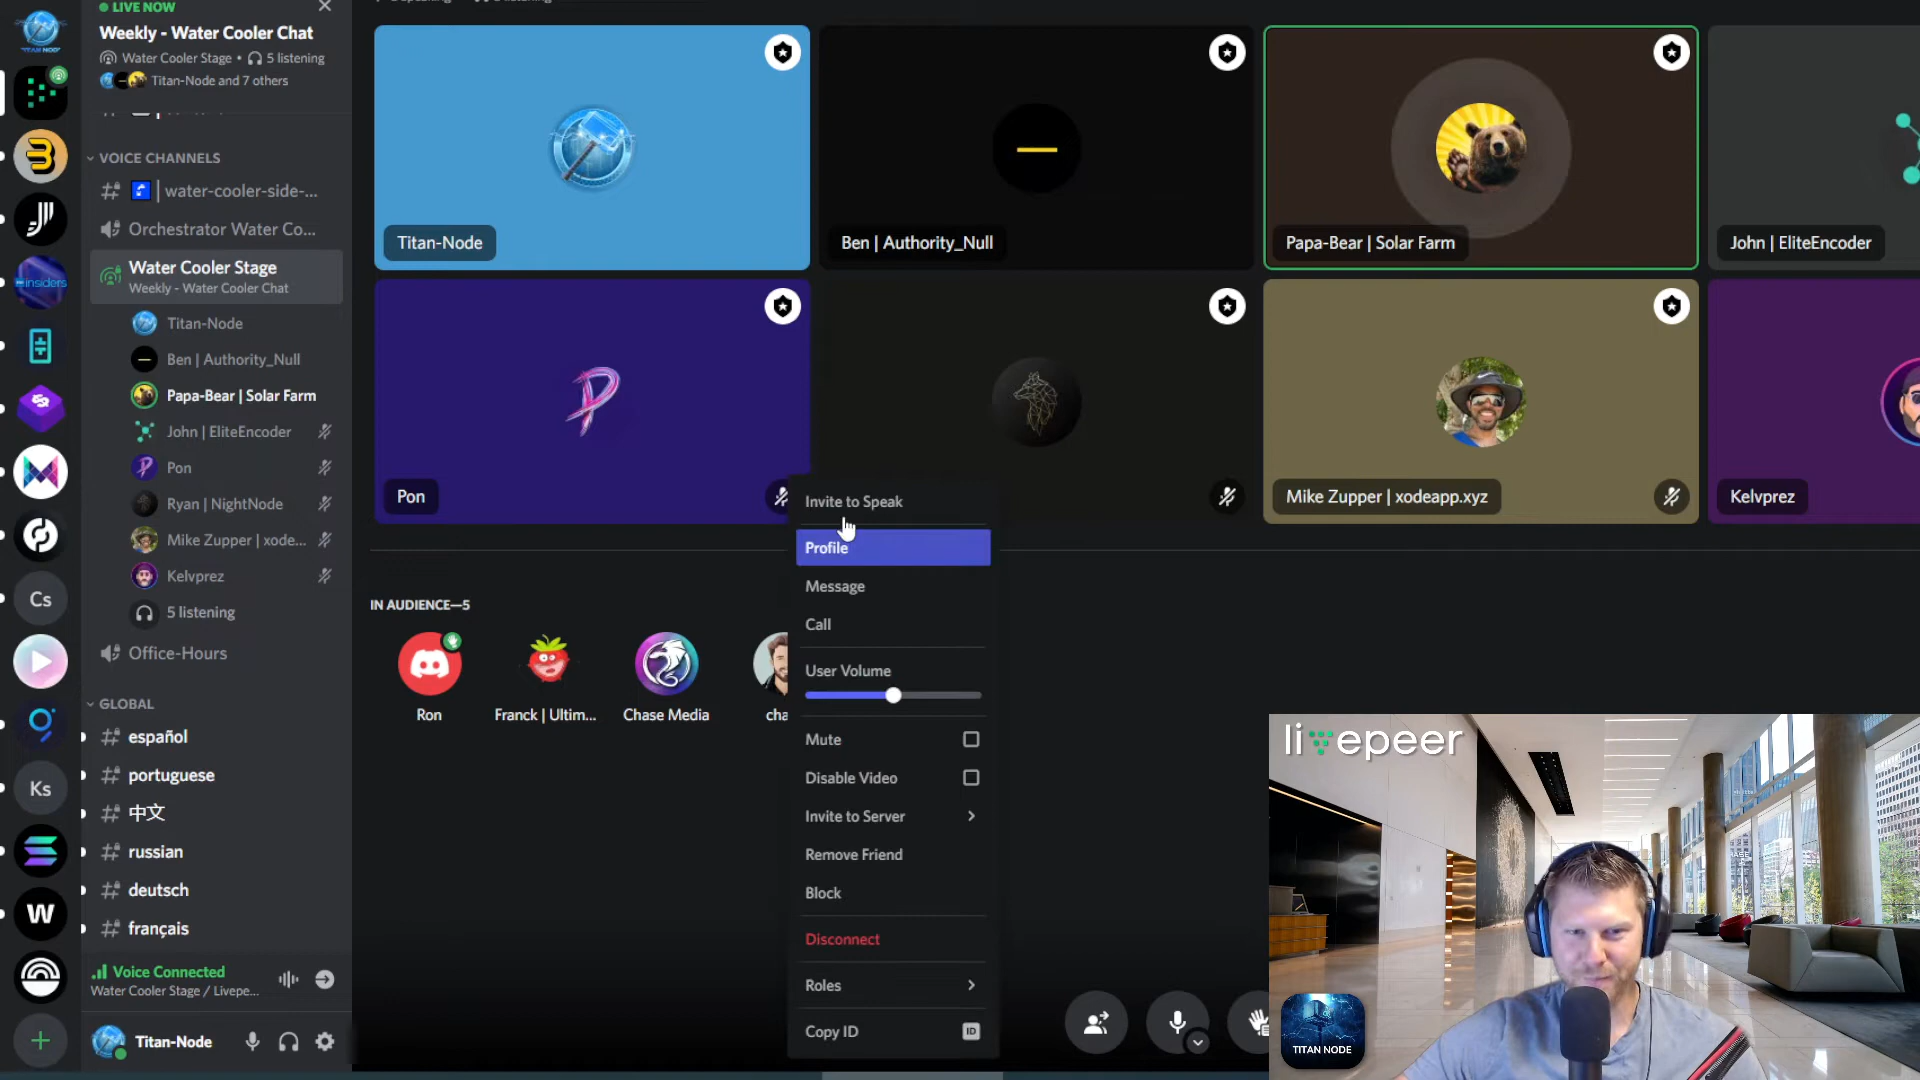 LIVE NOW
Weekly - Water Cooler Chat
Water Cooler Stage • 5 listening
Titan-Node and 7 others
VOICE CHANNELS
water-cooler-side-...
Orchestrator Water Co...
Water Cooler Stage
Weekly - Water Cooler Chat
Titan-Node
Ben | Authority_Null
Papa-Bear | Solar Farm
John | EliteEncoder
Pon
Ryan | NightNode
Mike Zupper | xode...
Kelvprez
5 listening
Office-Hours
GLOBAL
español
portuguese
中文
russian
deutsch
français
Voice Connected
Water Cooler Stage / Livepe...
Titan-Node
insiders
Cs
Ks
W
Titan-Node
Ben | Authority_Null
Papa-Bear | Solar Farm
John | EliteEncoder
P
Pon
Mike Zupper | xodeapp.xyz
Kelvprez
IN AUDIENCE—5
Ron
Franck | Ultim...
Chase Media
cha
Invite to Speak
Profile
Message
Call
User Volume
Mute
Disable Video
Invite to Server
Remove Friend
Block
Disconnect
Roles
Copy ID
ID
livepeer
TITAN NODE